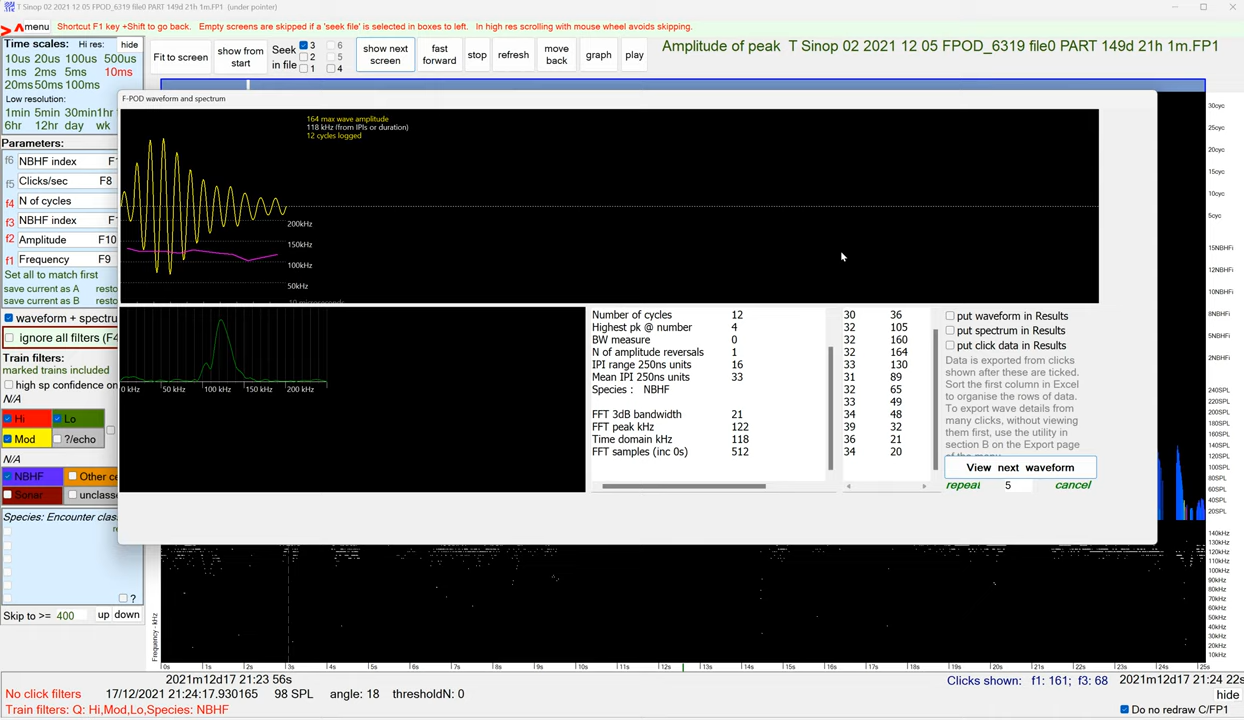 T Sinop 02 2021 12 05 FPOD_6319 file0 PART 149d 21h 1m.FP1 (under pointer)
menu Shortcut F1 key +Shift to go back. Empty screens are skipped if a 'seek file' is selected in boxes to left. In high res scrolling with mouse wheel avoids skipping.
Time scales: Hi res: hide
10us 20us 100us 500us
1ms 2ms 5ms 10ms
20ms 50ms 100ms
Low resolution:
1min 5min 30min 1hr
6hr 12hr day wk
Fit to screen
show from start
Seek in file
3 6
2 5
1 4
show next screen
fast forward
stop
refresh
move back
graph
play
Amplitude of peak T Sinop 02 2021 12 05 FPOD_6319 file0 PART 149d 21h 1m.FP1
Parameters:
f6 NBHF index
f5 Clicks/sec F8
f4 N of cycles
f3 NBHF index
f2 Amplitude F10
f1 Frequency F9
Set all to match first
save current as A
save current as B
waveform + spectru
ignore all filters (F4
Train filters:
marked trains included
high sp confidence on
N/A
Hi Lo
Mod ?/echo
N/A
NBHF Other ce
Sonar unclass
Species: Encounter clas
?
Skip to >= 400 up down
F-POD waveform and spectrum
164 max wave amplitude
118 kHz (from IPIs or duration)
12 cycles logged
200kHz
150kHz
100kHz
50kHz
10 microseconds
0 kHz 50 kHz 100 kHz 150 kHz 200 kHz
Number of cycles 12
Highest pk @ number 4
BW measure 0
N of amplitude reversals 1
IPI range 250ns units 16
Mean IPI 250ns units 33
Species : NBHF
FFT 3dB bandwidth 21
FFT peak kHz 122
Time domain kHz 118
FFT samples (inc 0s) 512
30 36
32 105
32 160
32 164
33 130
31 89
32 65
33 49
34 48
39 32
36 21
34 20
put waveform in Results
put spectrum in Results
put click data in Results
Data is exported from clicks
shown after these are ticked.
Sort the first column in Excel
to organise the rows of data.
To export wave details from
many clicks, without viewing
them first, use the utility in
section B on the Export page
of the menu
View next waveform
repeat 5 cancel
30cyc
25cyc
20cyc
15cyc
10cyc
5cyc
15NBHFi
12NBHFi
10NBHFi
8NBHFi
5NBHFi
2NBHFi
240SPL
220SPL
200SPL
180SPL
160SPL
140SPL
120SPL
100SPL
80SPL
60SPL
40SPL
20SPL
140kHz
130kHz
120kHz
110kHz
100kHz
90kHz
80kHz
70kHz
60kHz
50kHz
40kHz
30kHz
20kHz
10kHz
Frequency - kHz
0s 1s 2s 3s 4s 5s 6s 7s 8s 9s 10s 11s 12s 13s 14s 15s 16s 17s 18s 19s 20s 21s 22s 23s 24s 25s
2021m12d17 21:23 56s
Clicks shown: f1: 161; f3: 68 2021m12d17 21:24 22s
No click filters 17/12/2021 21:24:17.930165 98 SPL angle: 18 thresholdN: 0
hide
Train filters: Q: Hi,Mod,Lo,Species: NBHF
Do no redraw C/FP1